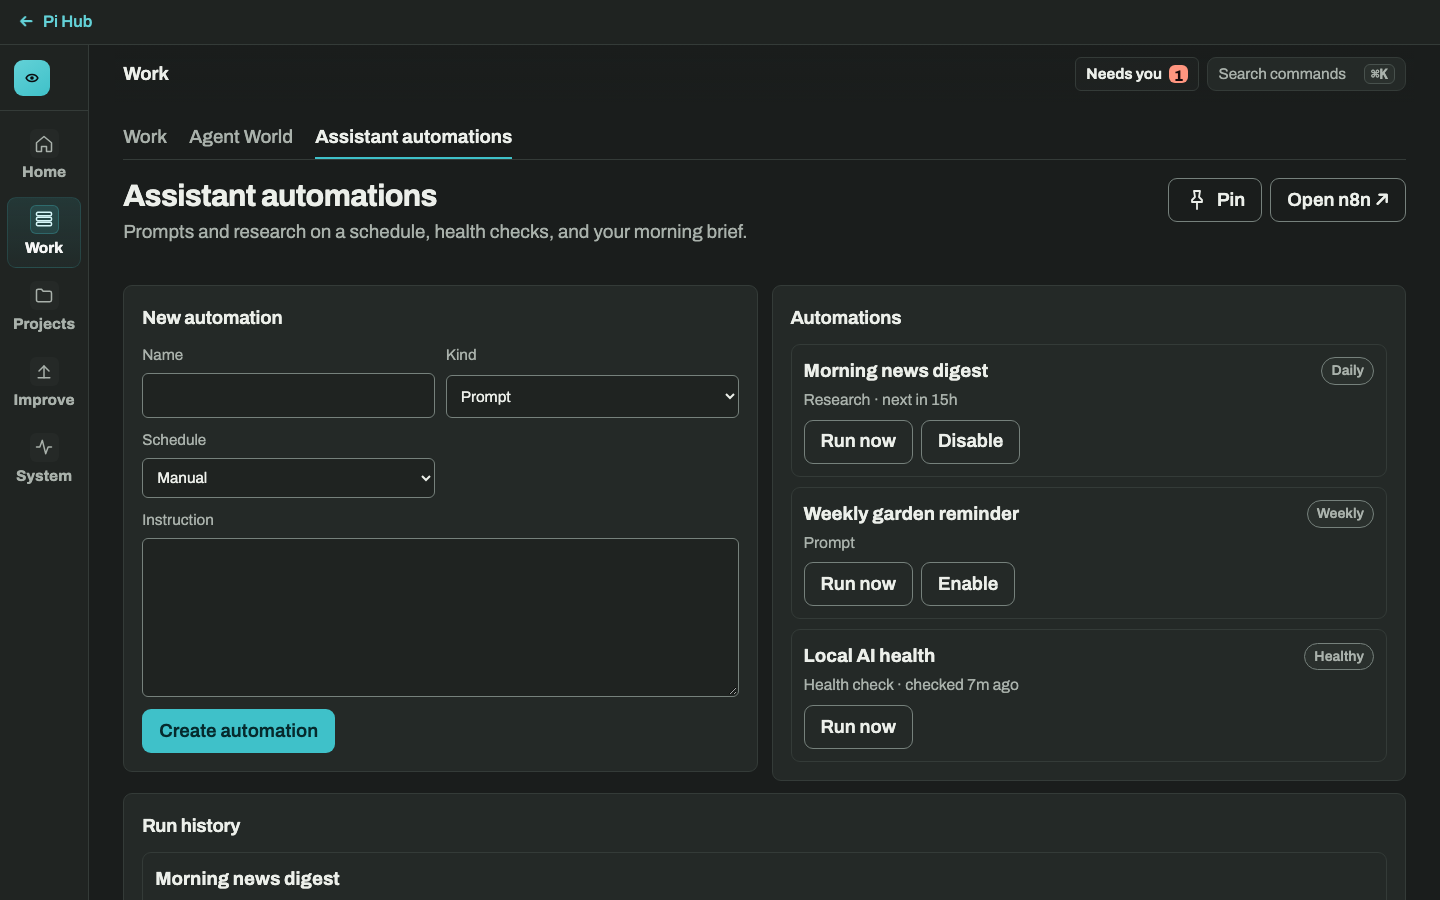 ← Pi Hub
Work
Needs you 1
Search commands ⌘K
Home
Work
Projects
Improve
System
Work Agent World Assistant automations
Assistant automations
Prompts and research on a schedule, health checks, and your morning brief.
Pin
Open n8n ↗
New automation
Name
Kind
Prompt
Schedule
Manual
Instruction
Create automation
Automations
Morning news digest
Daily
Research · next in 15h
Run now
Disable
Weekly garden reminder
Weekly
Prompt
Run now
Enable
Local AI health
Healthy
Health check · checked 7m ago
Run now
Run history
Morning news digest